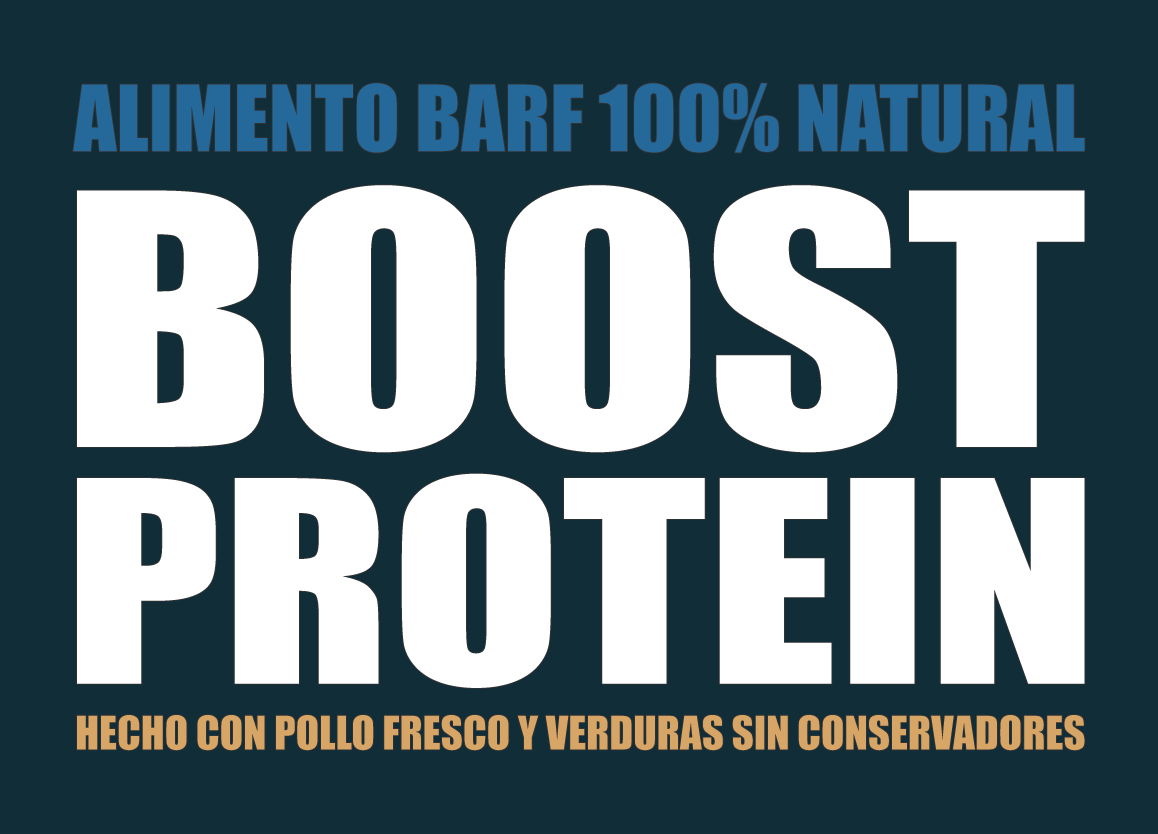 ALIMENTO BARF 100% NATURAL
BOOST
PROTEIN
HECHO CON POLLO FRESCO Y VERDURAS SIN CONSERVADORES